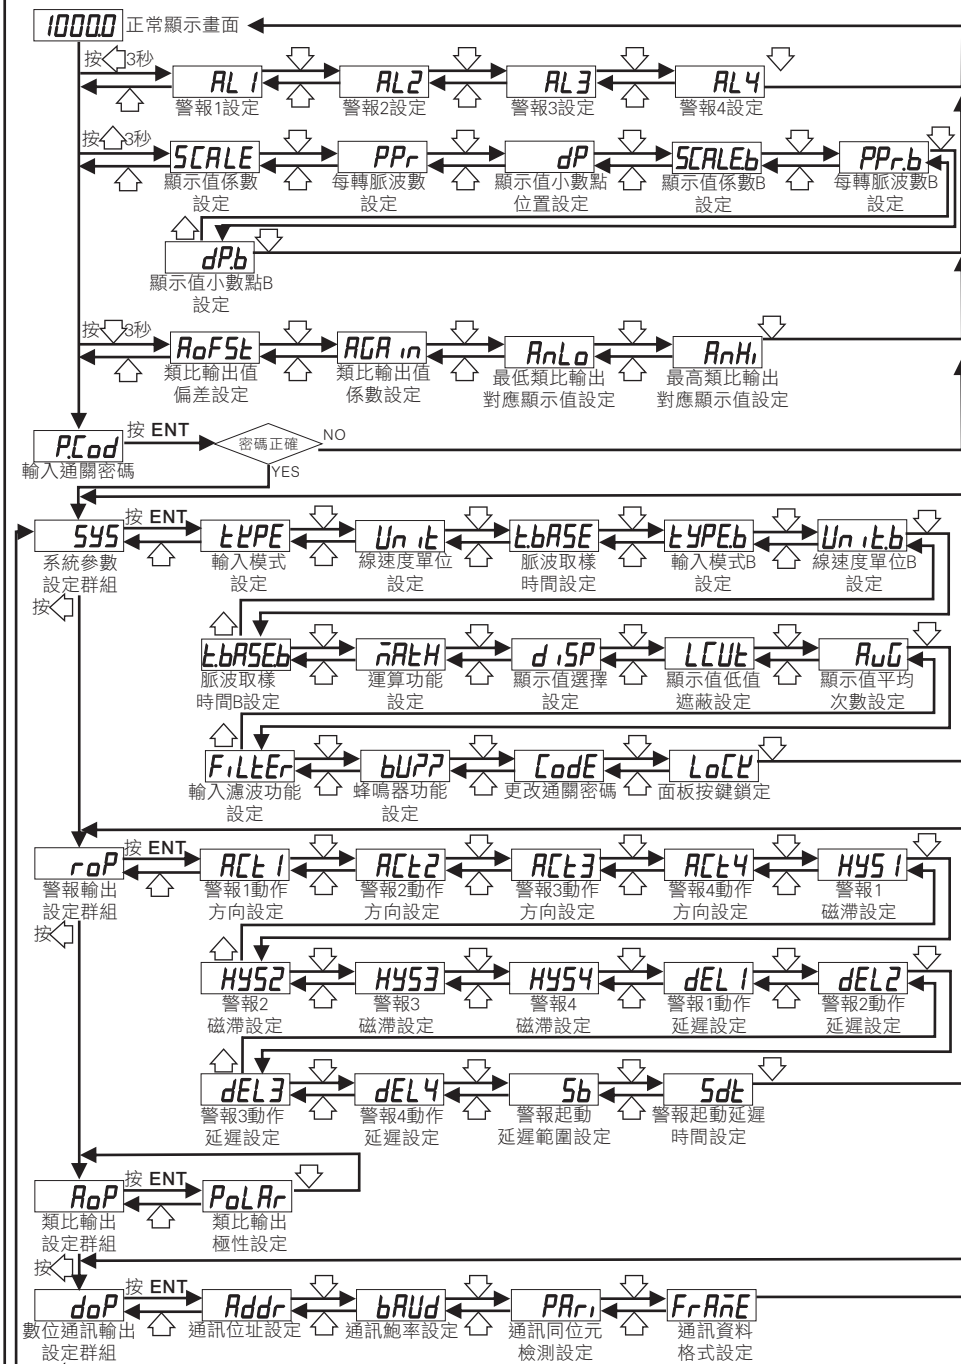 1000.0 正常顯示畫面
按 3秒
AL1 AL2 AL3 AL4
警報1設定 警報2設定 警報3設定 警報4設定
按 3秒
SCALE PPr dP SCALE.b PPr.b
顯示值係數 每轉脈波數 顯示值小數點 顯示值係數B 每轉脈波數B
設定 設定 位置設定 設定 設定
dP.b
顯示值小數點B
設定
按 3秒
AoFSt AGAin AnLo AnHi
類比輸出值 類比輸出值 最低類比輸出 最高類比輸出
偏差設定 係數設定 對應顯示值設定 對應顯示值設定
P.Cod 按 ENT 密碼正確 NO
輸入通關密碼
YES
SYS 按 ENT tYPE Unit t.bASE tYPE.b Unit.b
系統參數 輸入模式 線速度單位 脈波取樣 輸入模式B 線速度單位B
設定群組 設定 設定 時間設定 設定 設定
按
t.bASE.b mAtH diSP LCUt AvG
脈波取樣 運算功能 顯示值選擇 顯示值低值 顯示值平均
時間B設定 設定 設定 遮蔽設定 次數設定
FiLtEr bUZZ CodE LoCK
輸入濾波功能 蜂鳴器功能 更改通關密碼 面板按鍵鎖定
設定 設定
roP 按 ENT ACt1 ACt2 ACt3 ACt4 HYS1
警報輸出 警報1動作 警報2動作 警報3動作 警報4動作 警報1
設定群組 方向設定 方向設定 方向設定 方向設定 磁滯設定
按
HYS2 HYS3 HYS4 dEL1 dEL2
警報2 警報3 警報4 警報1動作 警報2動作
磁滯設定 磁滯設定 磁滯設定 延遲設定 延遲設定
dEL3 dEL4 Sb Sdt
警報3動作 警報4動作 警報起動 警報起動延遲
延遲設定 延遲設定 延遲範圍設定 時間設定
AoP 按 ENT PoLAr
類比輸出 類比輸出
設定群組 極性設定
按
doP 按 ENT Addr bAUd PAri FrAmE
數位通訊輸出 通訊位址設定 通訊鮑率設定 通訊同位元 通訊資料
設定群組 檢測設定 格式設定